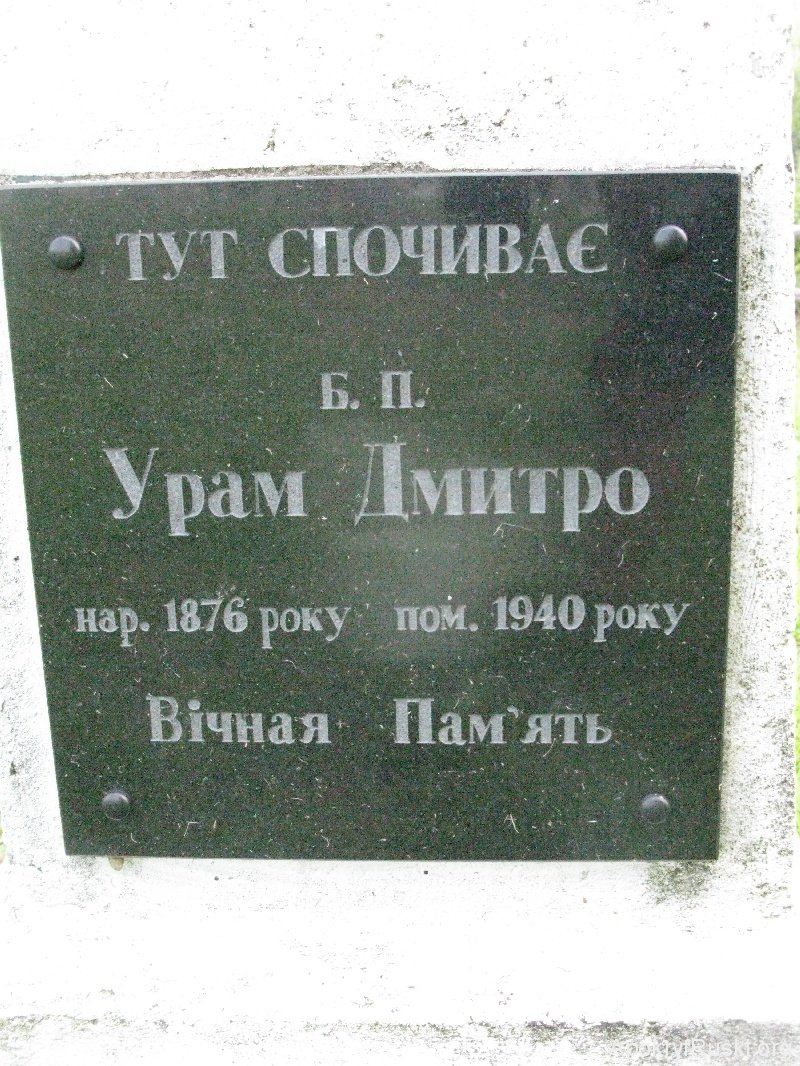 ТУТ СПОЧИВАЄ
Б. П.
Урам Дмитро
нар. 1876 року пом. 1940 року
Вічная Пам'ять